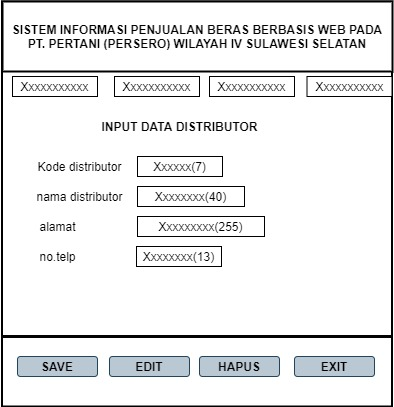 SISTEM INFORMASI PENJUALAN BERAS BERBASIS WEB PADA
PT. PERTANI (PERSERO) WILAYAH IV SULAWESI SELATAN
Xxxxxxxxxxx Xxxxxxxxxxx Xxxxxxxxxxx Xxxxxxxxxxx
INPUT DATA DISTRIBUTOR
Kode distributor Xxxxxx(7)
nama distributor Xxxxxxxx(40)
alamat Xxxxxxxxx(255)
no.telp Xxxxxxxx(13)
SAVE EDIT HAPUS EXIT